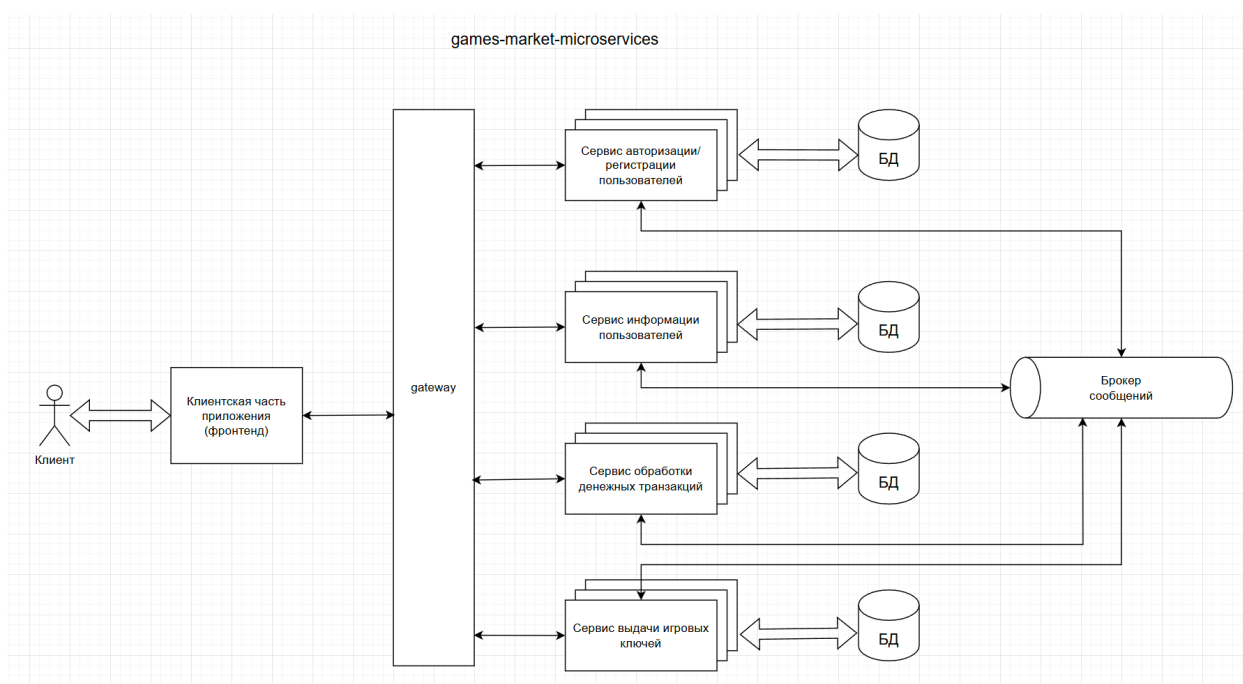 games-market-microservices
Клиент
Клиентская часть
приложения
(фронтенд)
gateway
Сервис авторизации/
регистрации
пользователей
БД
Сервис информации
пользователей
БД
Сервис обработки
денежных транзакций
БД
Сервис выдачи игровых
ключей
БД
Брокер
сообщений